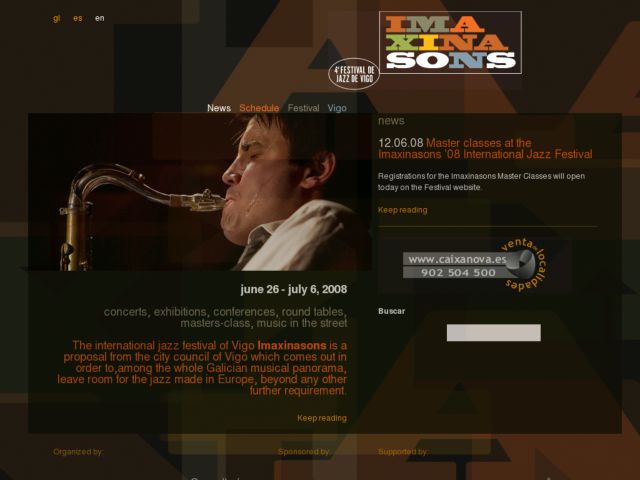 gl es en
IMA
XINA
SONS
4º FESTIVAL DE
JAZZ DE VIGO
News Schedule Festival Vigo
news
12.06.08 Master classes at the
Imaxinasons '08 International Jazz Festival
Registrations for the Imaxinasons Master Classes will open
today on the Festival website.
Keep reading
venta de localidades
www.caixanova.es
902 504 500
Buscar
june 26 - july 6, 2008
concerts, exhibitions, conferences, round tables,
masters-class, music in the street
The international jazz festival of Vigo Imaxinasons is a
proposal from the city council of Vigo which comes out in
order to,among the whole Galician musical panorama,
leave room for the jazz made in Europe, beyond any other
further requirement.
Keep reading
Organized by: Sponsored by: Supported by: